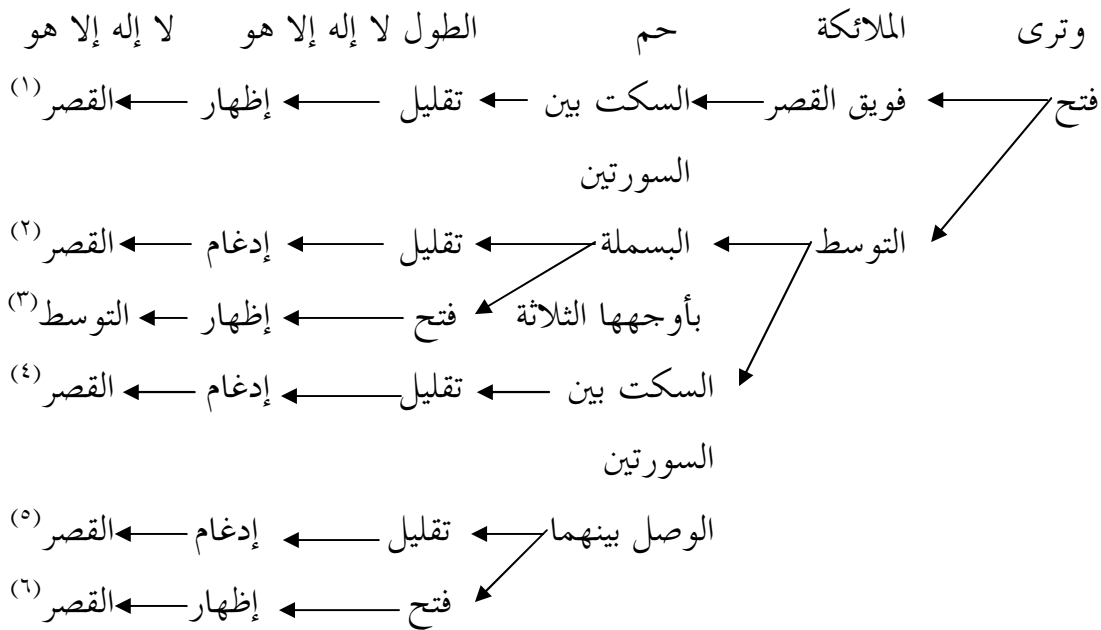 وترى الملائكة حم الطول لا إله إلا هو لا إله إلا هو
فتح فويق القصر السكت بين تقليل إظهار القصر(١)
السورتين
التوسط البسملة تقليل إدغام القصر(٢)
بأوجهها الثلاثة فتح إظهار التوسط(٣)
السكت بين تقليل إدغام القصر(٤)
السورتين
الوصل بينهما تقليل إدغام القصر(٥)
فتح إظهار القصر(٦)